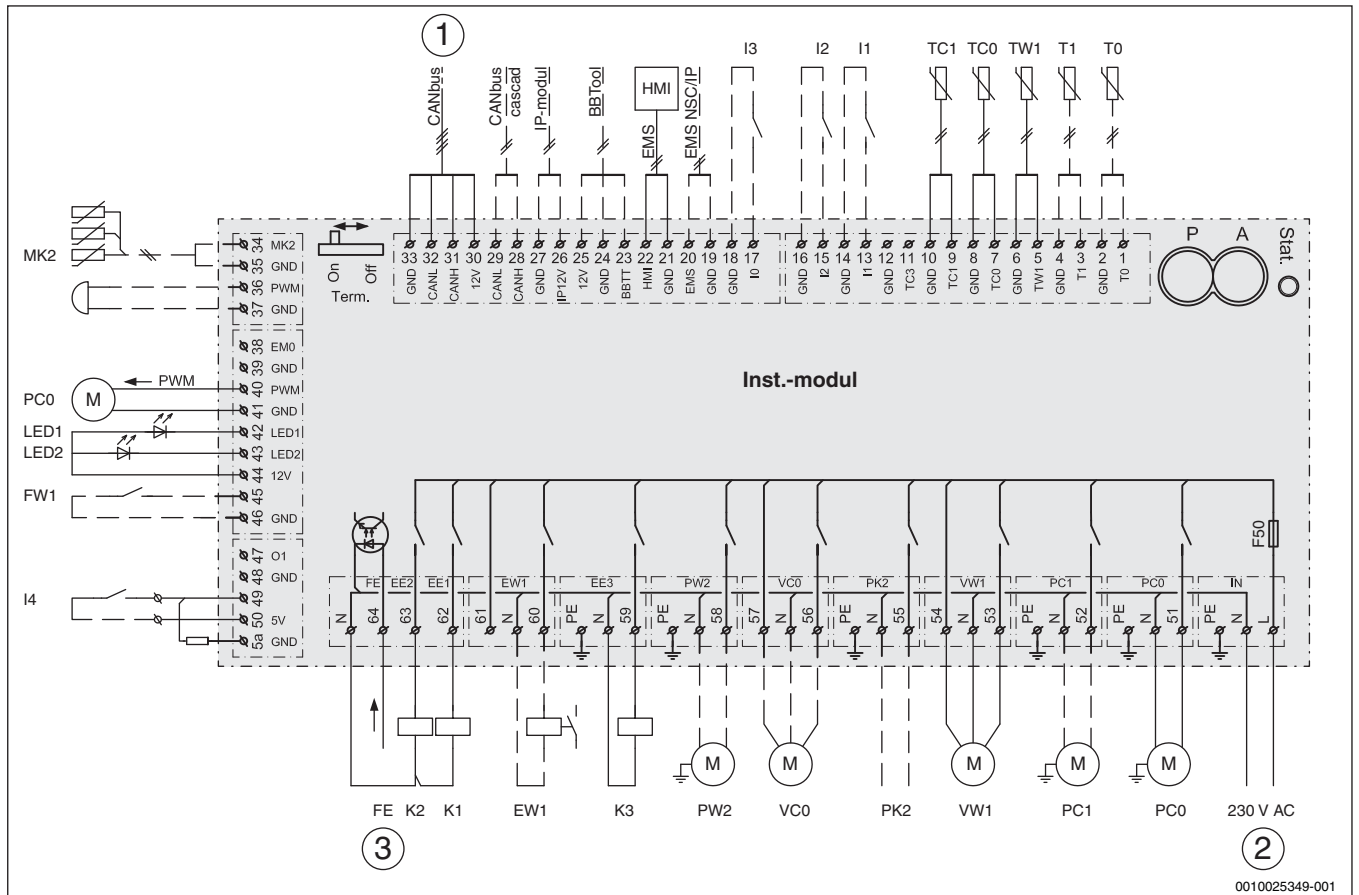 1
I3 I2 I1 TC1 TC0 TW1 T1 T0
CANbus
CANbus cascad
IP-modul
BBTool
HMI
EMS
EMS NSC/IP
On Off
Term.
33 32 31 30 29 28 27 26 25 24 23 22 21 20 19 18 17
GND CANL CANH 12V CANL CANH GND IP12V 12V GND BBTT HMI GND EMS GND GND I0
16 15 14 13 12 11 10 9 8 7 6 5 4 3 2 1
GND I2 GND I1 GND TC3 GND TC1 GND TC0 GND TW1 GND T1 GND T0
P A Stat.
MK2
34 MK2
35 GND
36 PWM
37 GND
38 EM0
39 GND
PC0 M PWM 40 PWM
41 GND
LED1 42 LED1
LED2 43 LED2
44 12V
FW1 45
46 GND
47 O1
48 GND
I4 49
50 5V
5a GND
Inst.-modul
F50
FE EE2 EE1 EW1 EE3 PW2 VC0 PK2 VW1 PC1 PC0 IN
N 64 63 62 61 N 60 PE N 59 PE N 58 57 N 56 PE N 55 54 N 53 PE N 52 PE N 51 PE N L
M M M M M
FE K2 K1 EW1 K3 PW2 VC0 PK2 VW1 PC1 PC0 230 V AC
3 2
0010025349-001